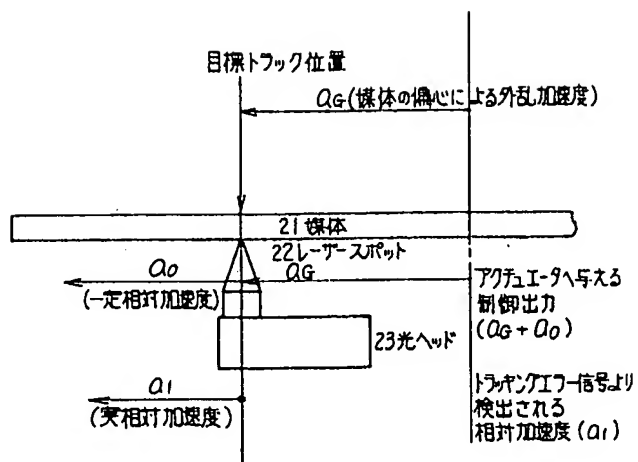 目標トラック位置
aG(媒体の偏心による外乱加速度)
21媒体
22レーザースポット
a0
aG
(一定相対加速度)
アクチュエータへ与える
制御出力
(aG+a0)
23光ヘッド
a1
(実相対加速度)
トラッキングエラー信号より
検出される
相対加速度(a1)